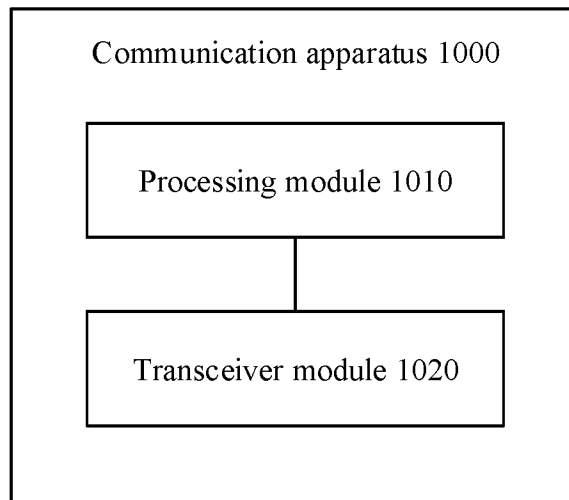 Communication apparatus 1000
Processing module 1010
Transceiver module 1020